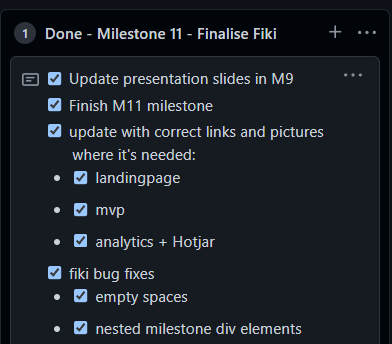 1 Done - Milestone 11 - Finalise Fiki
Update presentation slides in M9
Finish M11 milestone
update with correct links and pictures
where it's needed:
landingpage
mvp
analytics + Hotjar
fiki bug fixes
empty spaces
nested milestone div elements